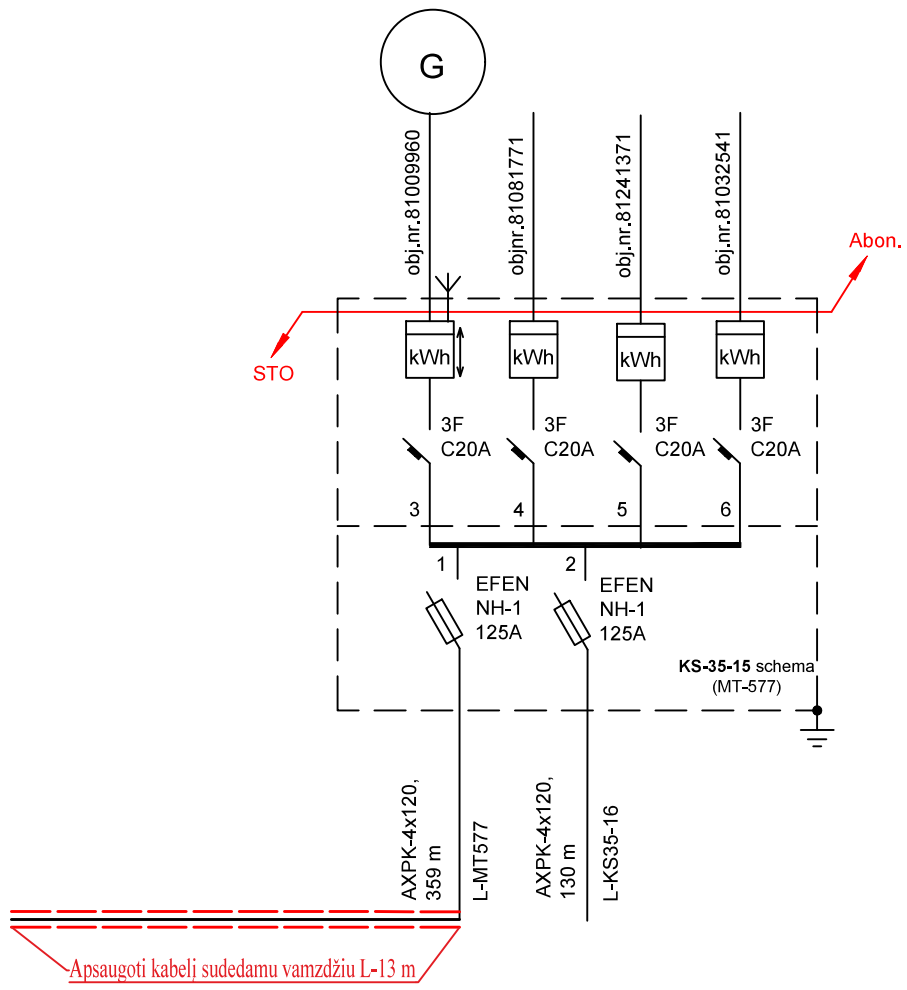 G
obj.nr.81009960
objnr.81081771
obj.nr.81241371
obj.nr.81032541
Abon.
STO
kWh
kWh
kWh
kWh
3F
C20A
3F
C20A
3F
C20A
3F
C20A
3
4
5
6
1
2
EFEN
NH-1
125A
EFEN
NH-1
125A
KS-35-15 schema
(MT-577)
AXPK-4x120,
359 m
L-MT577
AXPK-4x120,
130 m
L-KS35-16
Apsaugoti kabelį sudedamu vamzdžiu L-13 m